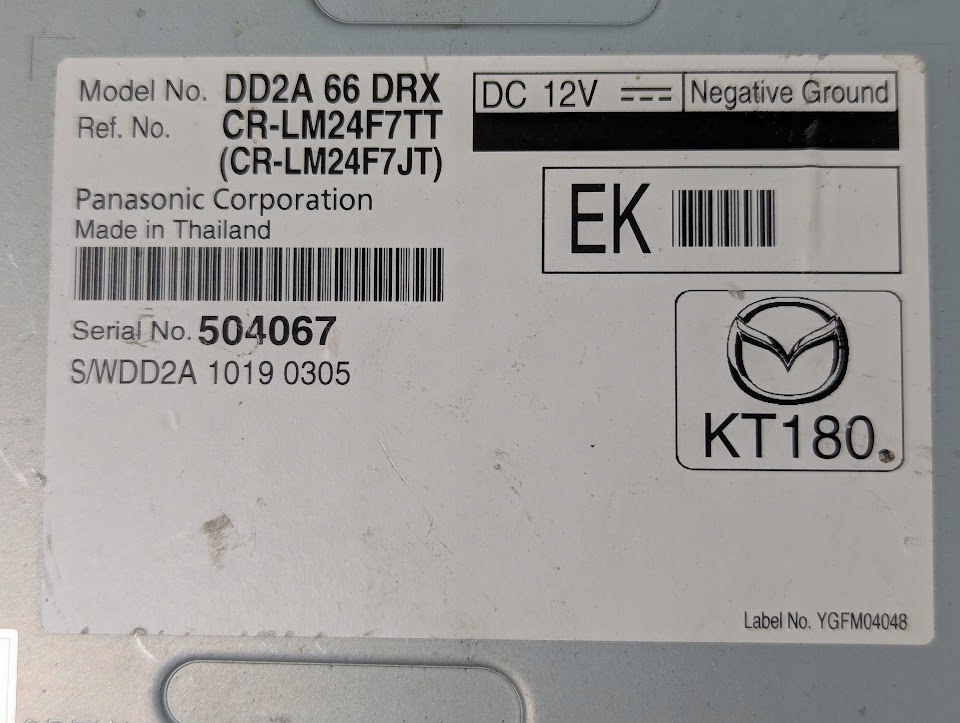 Model No. DD2A 66 DRX
Ref. No. CR-LM24F7TT
(CR-LM24F7JT)
Panasonic Corporation
Made in Thailand
Serial No. 504067
S/WDD2A 1019 0305
DC 12V
Negative Ground
EK
KT180
Label No. YGFM04048